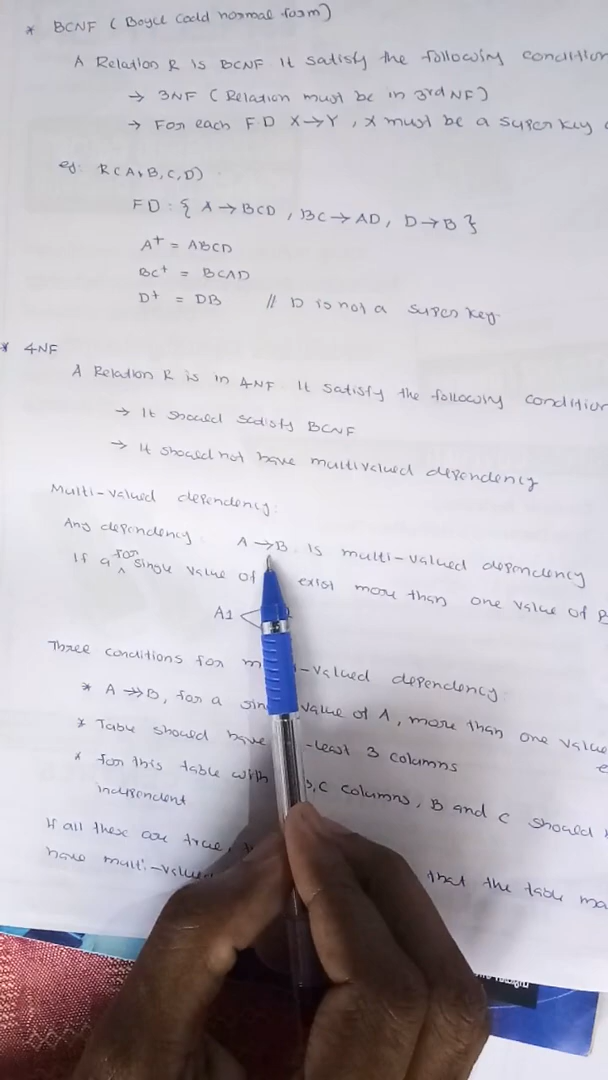 * BCNF ( Boyce Codd normal form)
A Relation R is BCNF It satisfy the following condition
→ 3NF ( Relation must be in 3rd NF)
→ For each FD X→Y , X must be a super key
eg: R(A,B,C,D)
FD : { A → BCD , BC → AD, D → B }
A+ = ABCD
BC+ = BCAD
D+ = DB // D is not a super key.
* 4NF
A Relation R is in 4NF It satisfy the following condition
→ It should satisfy BCNF
→ It should not have multivalued dependency
Multi-valued dependency:
Any dependency A →B is multi-valued dependency
If a for single value of exist more than one value of B
A1 <
Three conditions for -valued dependency:
* A →→B, for a value of A, more than one value
* Table should have -least 3 columns
* for this table with B,C columns, B and C should
independent
If all these are true, that the table
have multi-valued